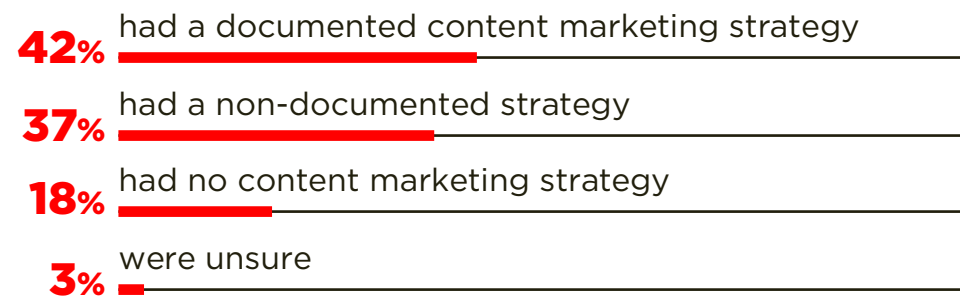 had a documented content marketing strategy
42%
had a non-documented strategy
37%
had no content marketing strategy
18%
were unsure
3%